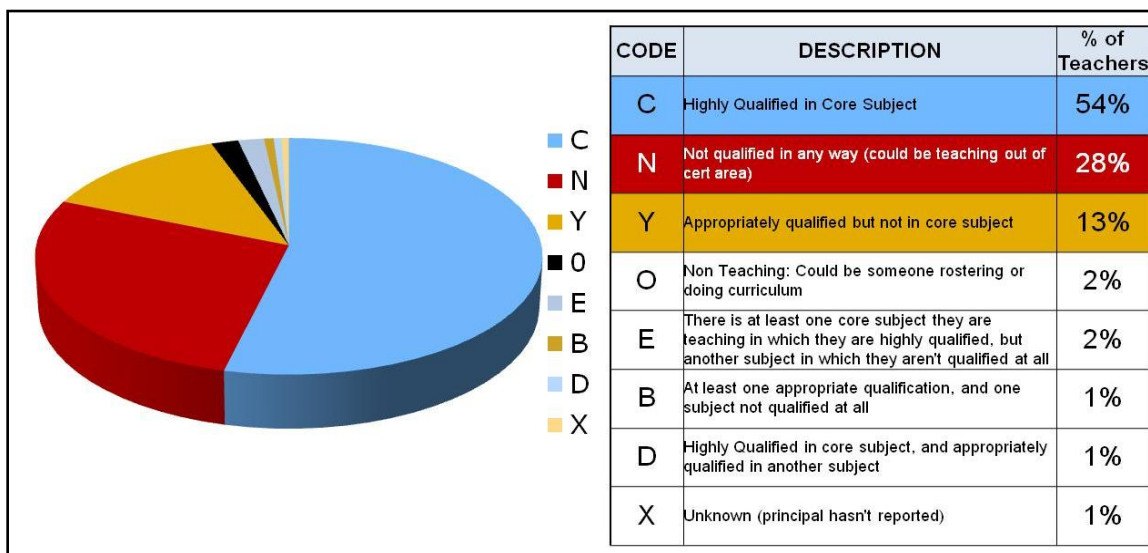 C
N
Y
0
E
B
D
X
CODE DESCRIPTION % of Teachers
C Highly Qualified in Core Subject 54%
N Not qualified in any way (could be teaching out of
cert area) 28%
Y Appropriately qualified but not in core subject 13%
O Non Teaching: Could be someone rostering or
doing curriculum 2%
E There is at least one core subject they are
teaching in which they are highly qualified, but
another subject in which they aren't qualified at all 2%
B At least one appropriate qualification, and one
subject not qualified at all 1%
D Highly Qualified in core subject, and appropriately
qualified in another subject 1%
X Unknown (principal hasn't reported) 1%